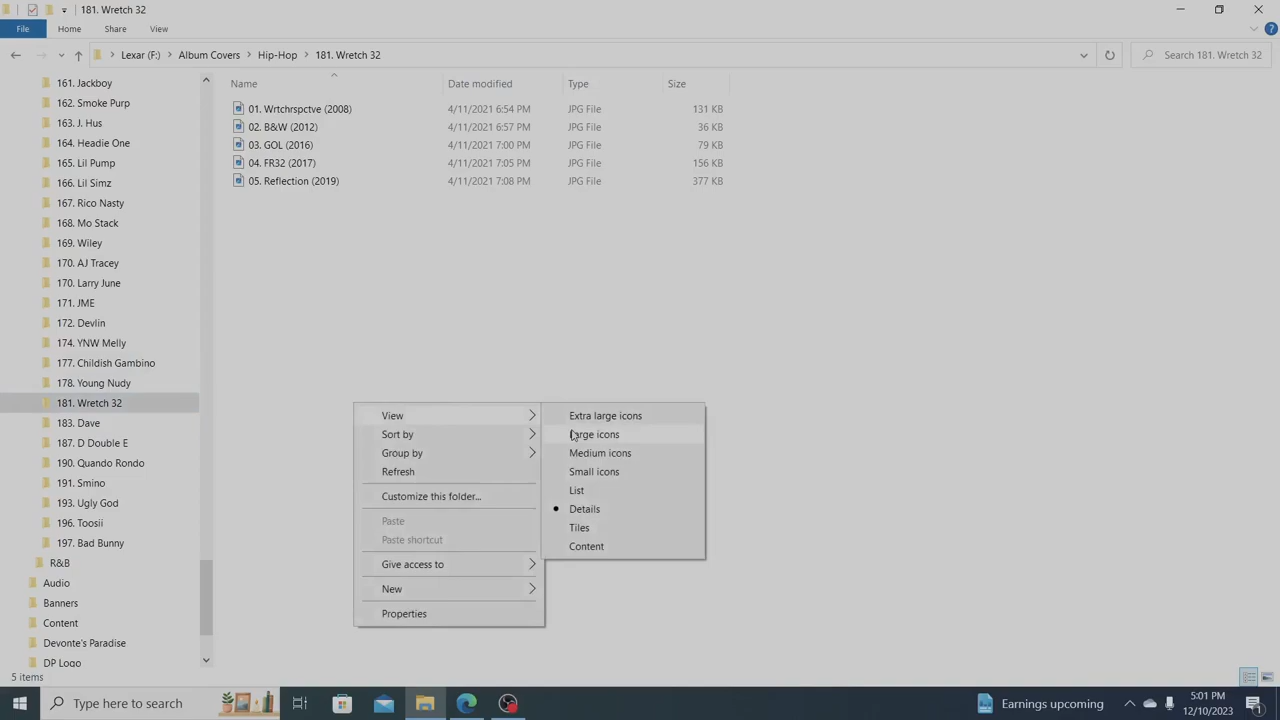 181. Wretch 32
File Home Share View
Lexar (F:) Album Covers Hip-Hop 181. Wretch 32
Search 181. Wretch 32
161. Jackboy
162. Smoke Purp
163. J. Hus
164. Headie One
165. Lil Pump
166. Lil Simz
167. Rico Nasty
168. Mo Stack
169. Wiley
170. AJ Tracey
170. Larry June
171. JME
172. Devlin
174. YNW Melly
177. Childish Gambino
178. Young Nudy
181. Wretch 32
183. Dave
187. D Double E
190. Quando Rondo
191. Smino
193. Ugly God
196. Toosii
197. Bad Bunny
R&B
Audio
Banners
Content
Devonte's Paradise
DP Logo
Name Date modified Type Size
01. Wrtchrspctve (2008) 4/11/2021 6:54 PM JPG File 131 KB
02. B&W (2012) 4/11/2021 6:57 PM JPG File 36 KB
03. GOL (2016) 4/11/2021 7:00 PM JPG File 79 KB
04. FR32 (2017) 4/11/2021 7:05 PM JPG File 156 KB
05. Reflection (2019) 4/11/2021 7:08 PM JPG File 377 KB
View
Sort by
Group by
Refresh
Customize this folder...
Paste
Paste shortcut
Give access to
New
Properties
Extra large icons
Large icons
Medium icons
Small icons
List
Details
Tiles
Content
5 items
Type here to search
Earnings upcoming
5:01 PM
12/10/2023
1